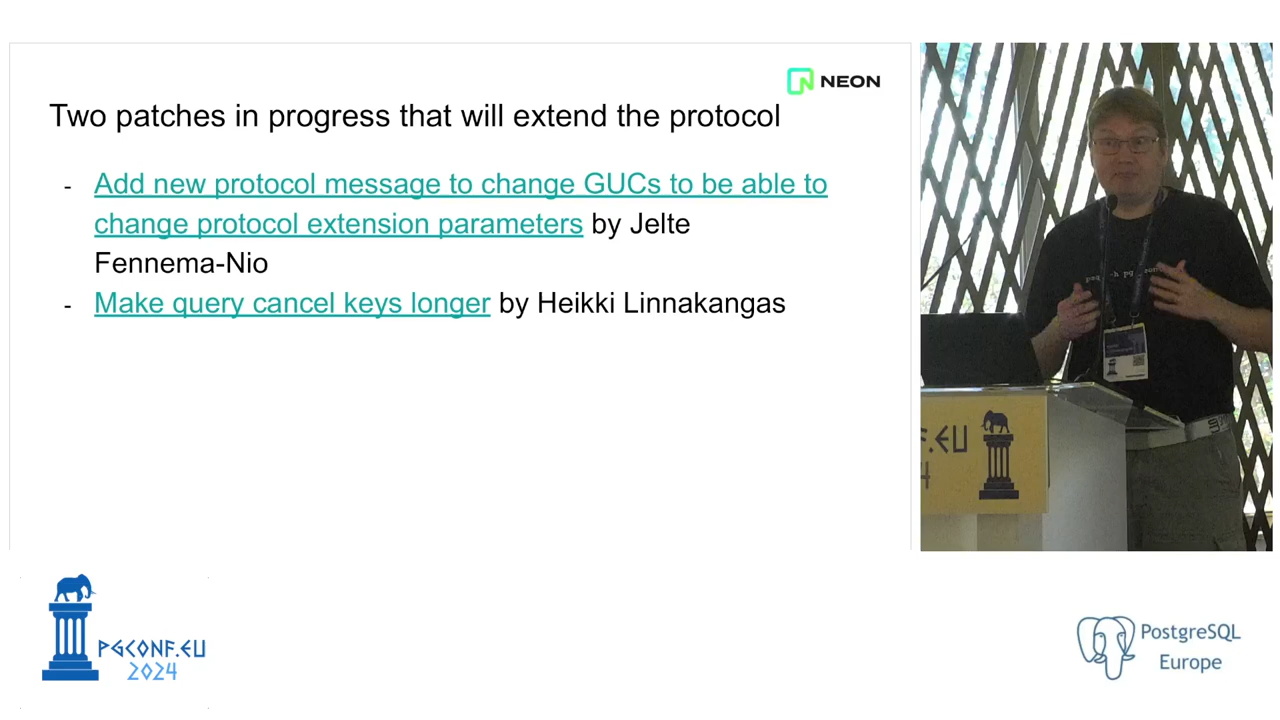 NEON
Two patches in progress that will extend the protocol
- Add new protocol message to change GUCs to be able to
change protocol extension parameters by Jelte
Fennema-Nio
- Make query cancel keys longer by Heikki Linnakangas
F.EU
4
PGCONF.EU
2024
PostgreSQL
Europe